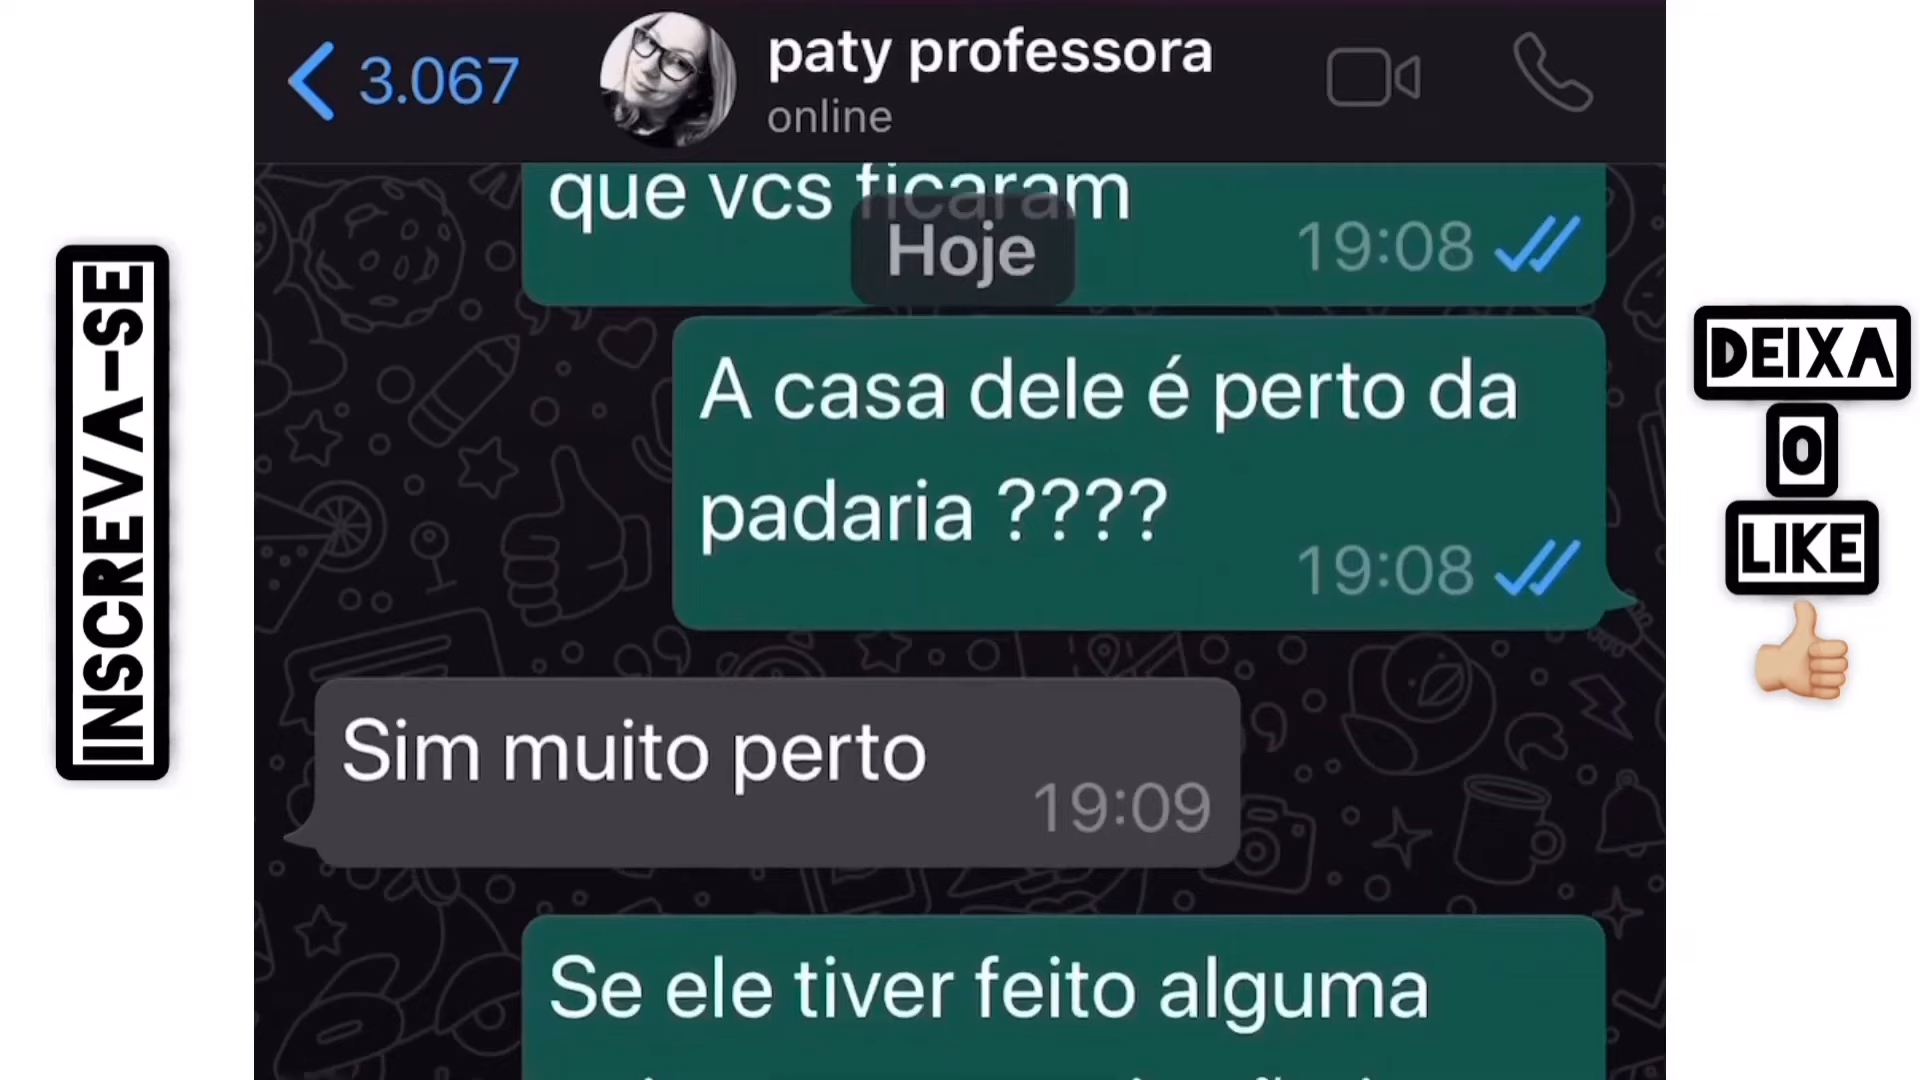 3.067
paty professora
online
que vcs ficaram
Hoje
19:08
A casa dele é perto da
padaria ????
19:08
Sim muito perto
19:09
Se ele tiver feito alguma
INSCREVA-SE
DEIXA
O
LIKE